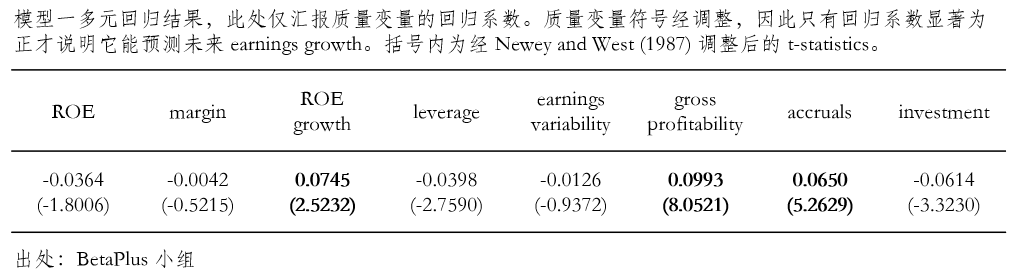 模型一多元回归结果，此处仅汇报质量变量的回归系数。质量变量符号经调整，因此只有回归系数显著为
正才说明它能预测未来 earnings growth。括号内为经 Newey and West (1987) 调整后的 t-statistics。
ROE margin ROE growth leverage earnings variability gross profitability accruals investment
-0.0364 -0.0042 0.0745 -0.0398 -0.0126 0.0993 0.0650 -0.0614
(-1.8006) (-0.5215) (2.5232) (-2.7590) (-0.9372) (8.0521) (5.2629) (-3.3230)
出处：BetaPlus 小组